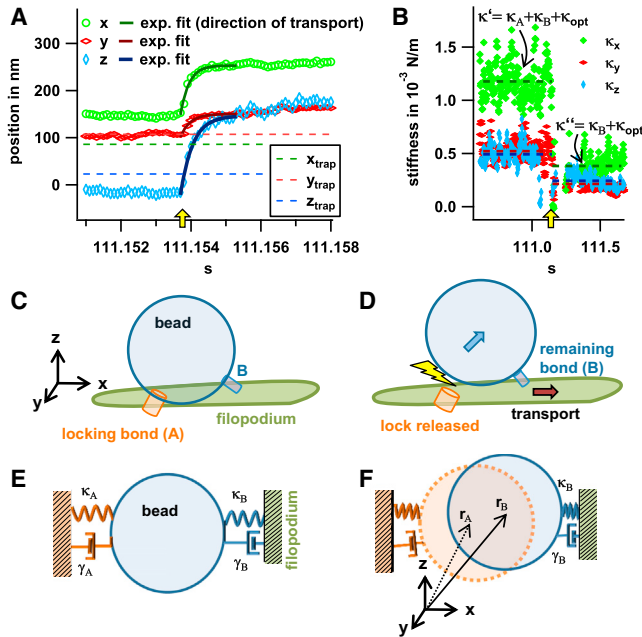 A
x exp. fit (direction of transport)
y exp. fit
z exp. fit
position in nm
300
200
100
0
x_trap
y_trap
z_trap
111.152 111.154 111.156 111.158
s
B
stiffness in 10⁻³ N/m
1.5
1.0
0.5
0.0
κ‘= κ_A+κ_B+κ_opt
κ_x
κ_y
κ_z
κ“= κ_B+κ_opt
111.0 111.5
s
C
z
x
y
bead
B
locking bond (A)
filopodium
D
remaining
bond (B)
transport
lock released
E
κ_A
bead
κ_B
γ_A
γ_B
filopodium
F
r_A
r_B
κ_B
γ_B
z
x
y